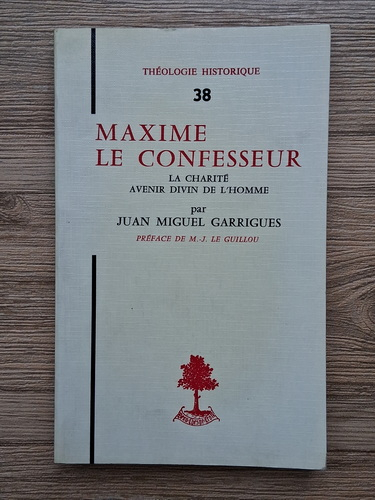 THÉOLOGIE HISTORIQUE
38
MAXIME
LE CONFESSEUR
LA CHARITÉ
AVENIR DIVIN DE L'HOMME
par
JUAN MIGUEL GARRIGUES
PRÉFACE DE M.-J. LE GUILLOU